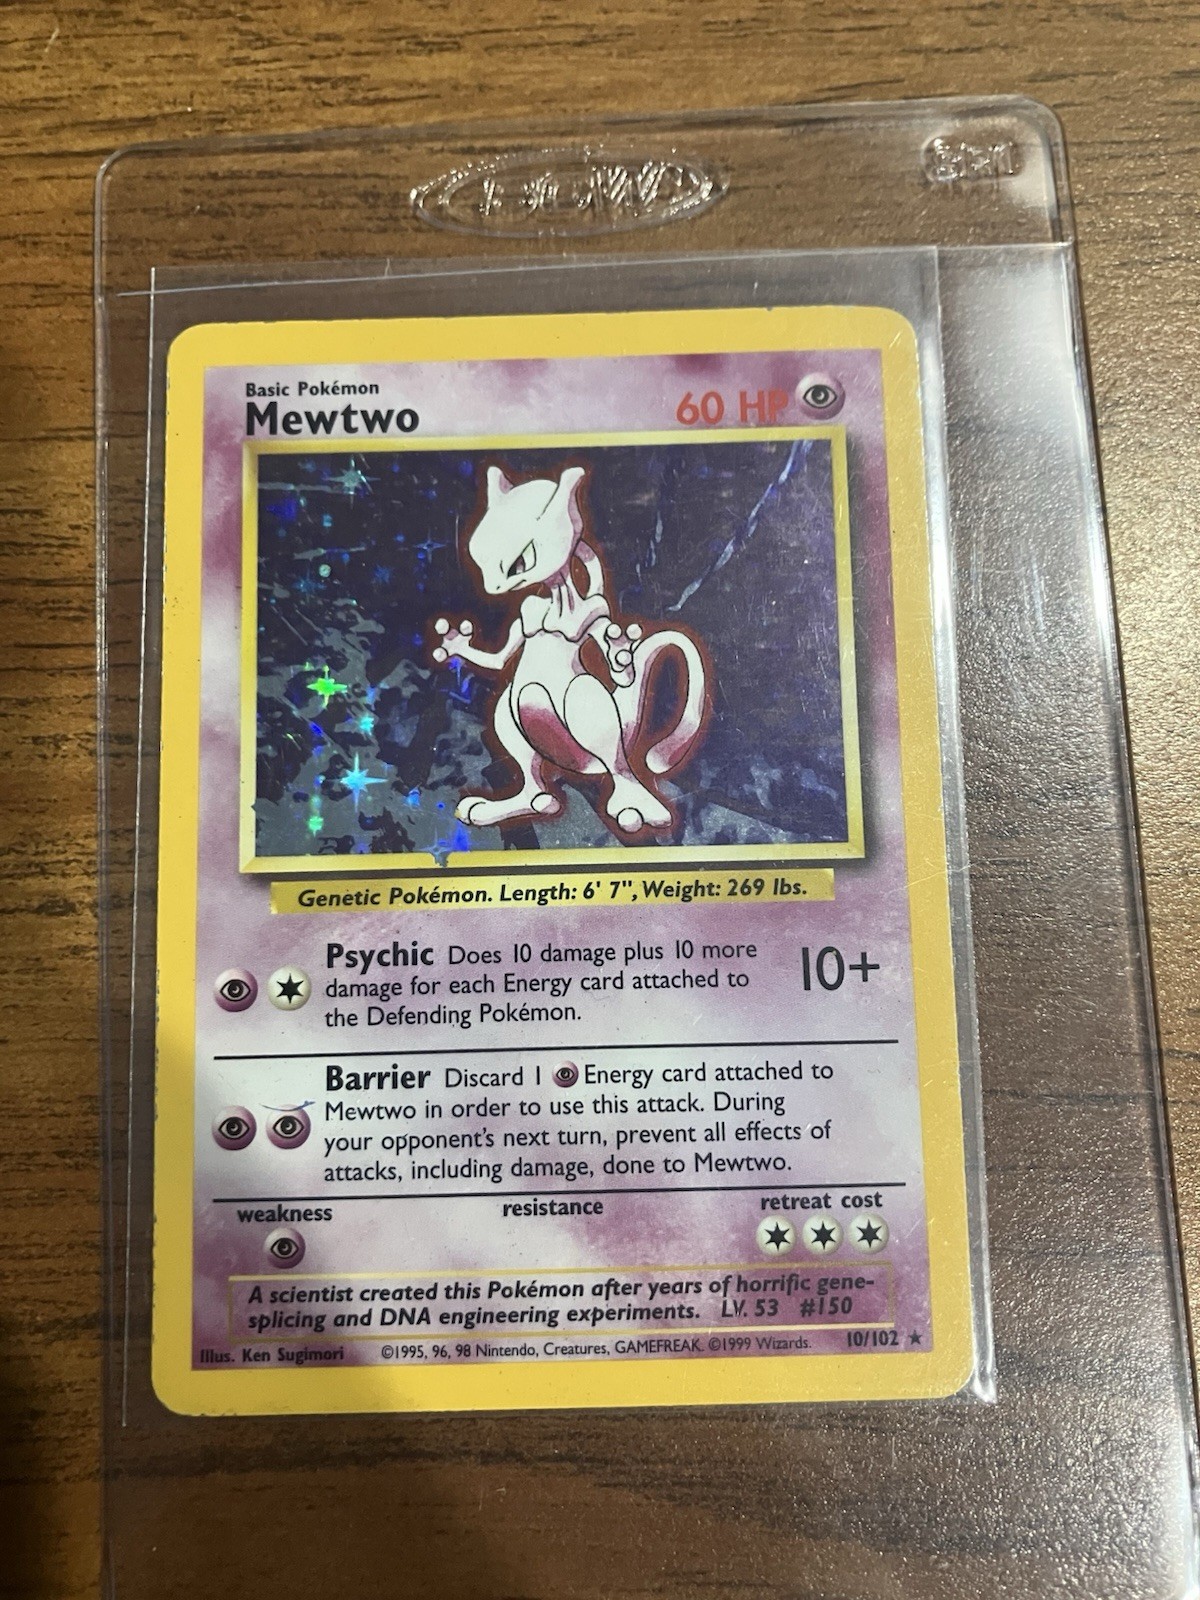 Basic Pokémon
Mewtwo
60 HP
Genetic Pokémon. Length: 6' 7", Weight: 269 lbs.
Psychic Does 10 damage plus 10 more
damage for each Energy card attached to
the Defending Pokémon.
10+
Barrier Discard 1 Energy card attached to
Mewtwo in order to use this attack. During
your opponent's next turn, prevent all effects of
attacks, including damage, done to Mewtwo.
weakness
resistance
retreat cost
A scientist created this Pokémon after years of horrific gene-
splicing and DNA engineering experiments. LV. 53 #150
Illus. Ken Sugimori
©1995, 96, 98 Nintendo, Creatures, GAMEFREAK. ©1999 Wizards.
10/102